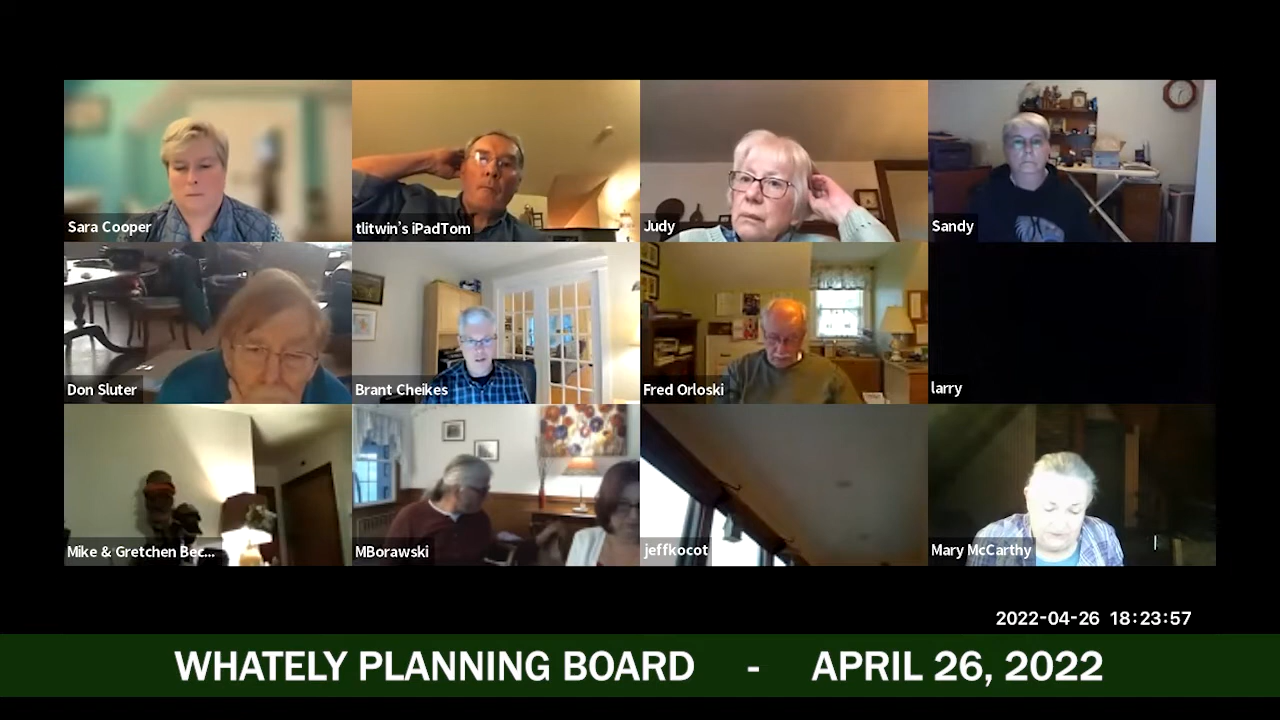 Sara Cooper
tlitwin's iPadTom
Judy
Sandy
Don Sluter
Brant Cheikes
Fred Orloski
larry
Mike & Gretchen Bec...
MBorawski
jeffkocot
Mary McCarthy
2022-04-26 18:23:57
WHATELY PLANNING BOARD - APRIL 26, 2022